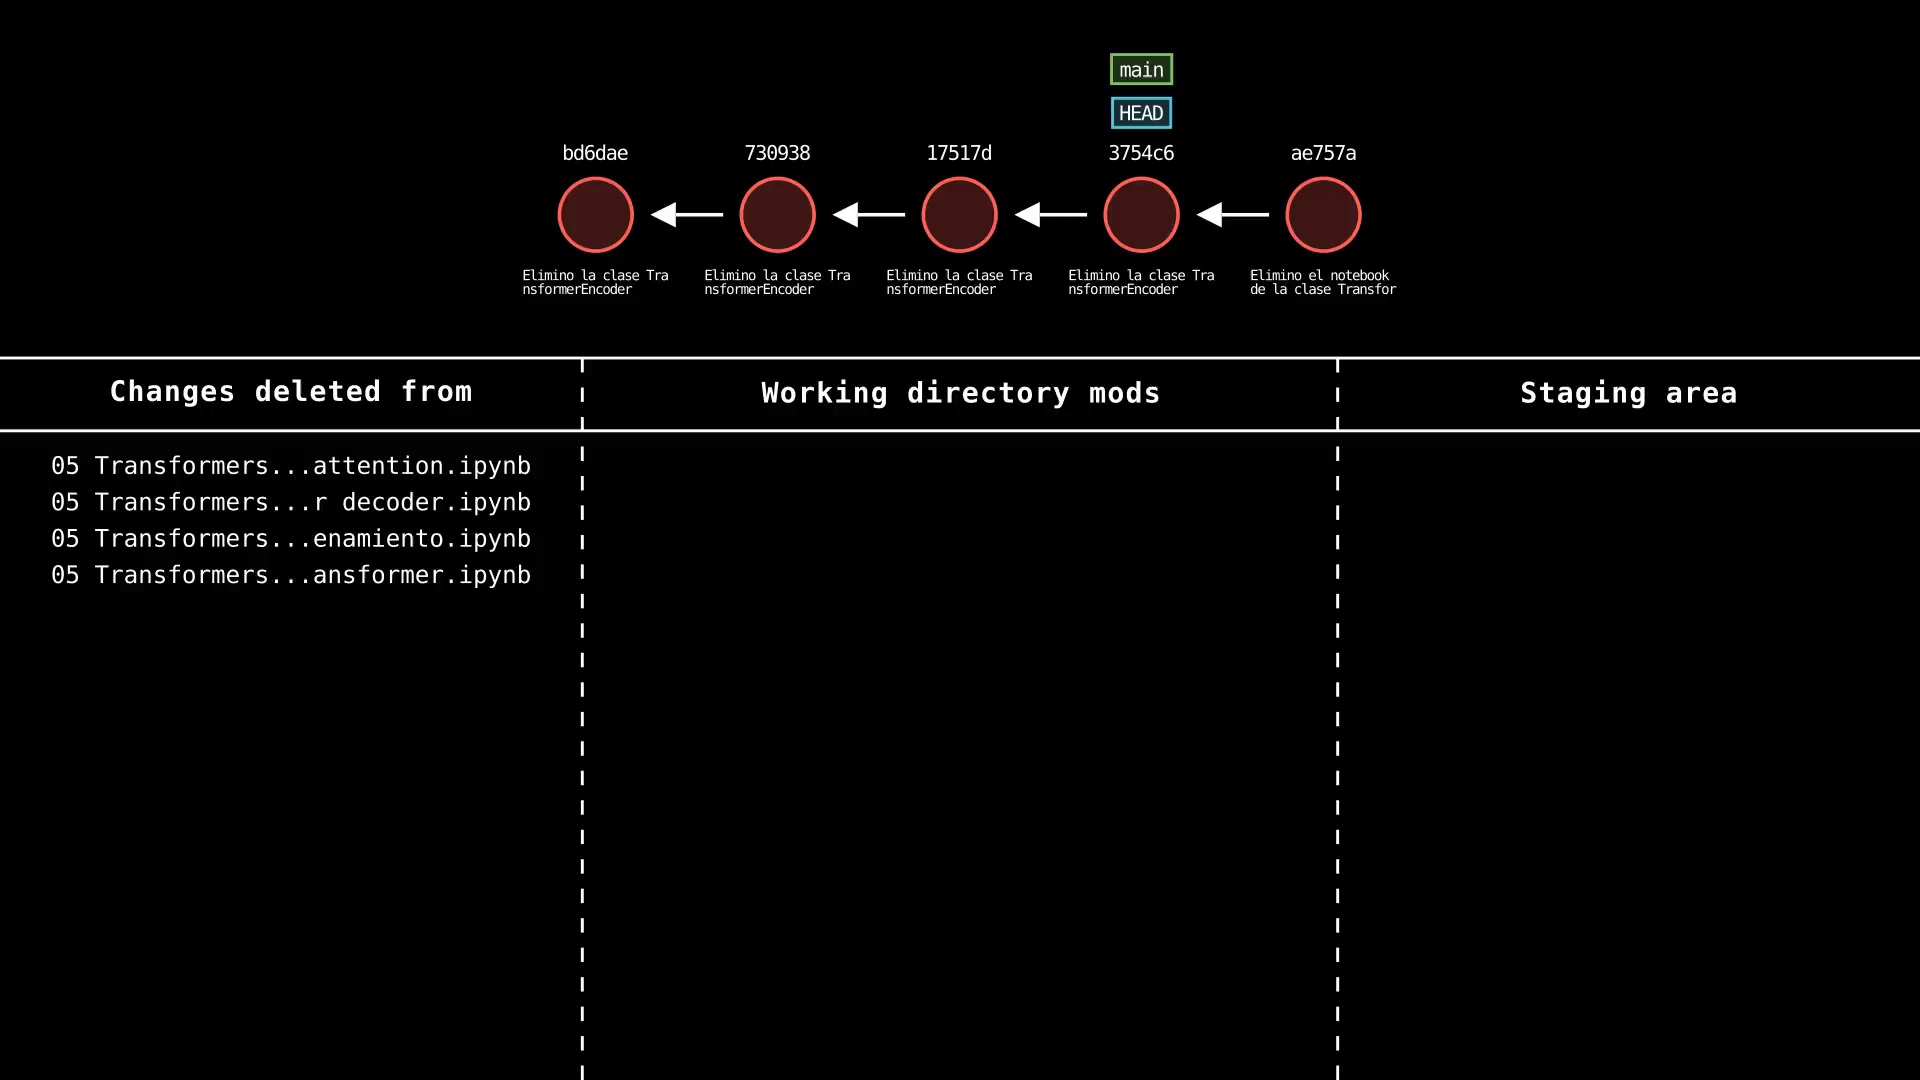 main
HEAD
bd6dae
730938
17517d
3754c6
ae757a
Elimino la clase Tra
nsformerEncoder
Elimino la clase Tra
nsformerEncoder
Elimino la clase Tra
nsformerEncoder
Elimino la clase Tra
nsformerEncoder
Elimino el notebook
de la clase Transfor
Changes deleted from
Working directory mods
Staging area
05 Transformers...attention.ipynb
05 Transformers...r decoder.ipynb
05 Transformers...enamiento.ipynb
05 Transformers...ansformer.ipynb